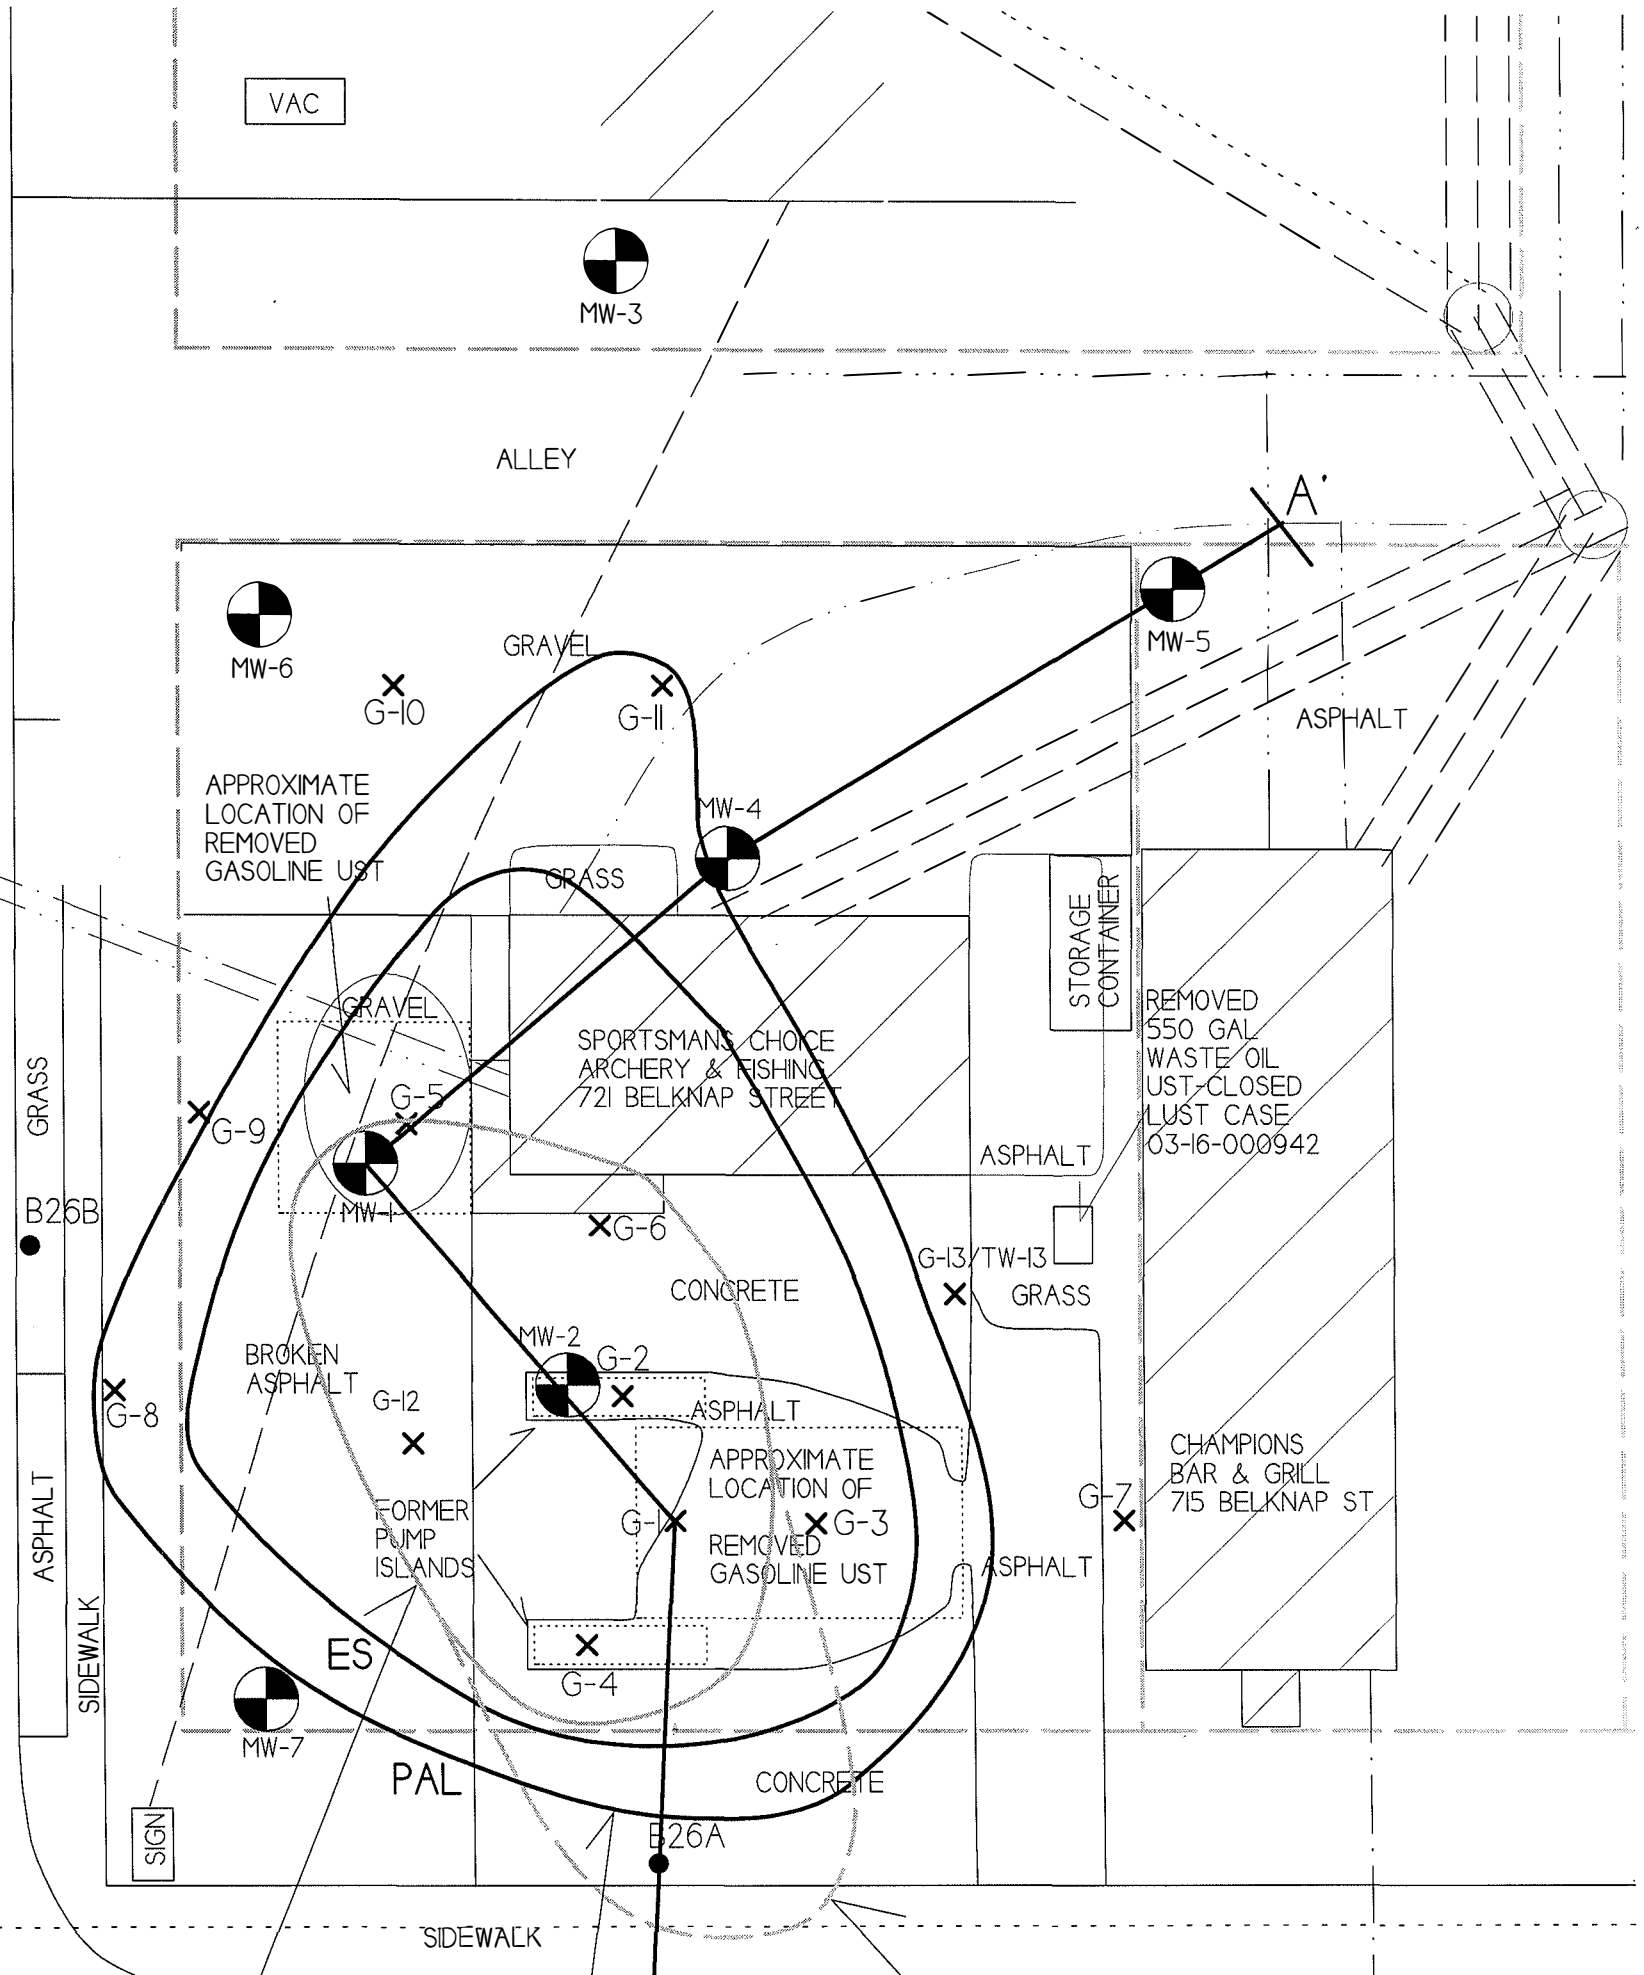 VAC
MW-3
ALLEY
A'
MW-5
MW-6
GRAVEL
G-10
G-11
ASPHALT
APPROXIMATE
LOCATION OF
REMOVED
GASOLINE UST
MW-4
GRASS
STORAGE
CONTAINER
GRAVEL
SPORTSMANS CHOICE
ARCHERY & FISHING
721 BELKNAP STREET
REMOVED
550 GAL
WASTE OIL
UST-CLOSED
LUST CASE
03-16-000942
GRASS
G-5
G-9
ASPHALT
MW-1
B26B
G-6
G-13/TW-13
CONCRETE
GRASS
MW-2
G-2
BROKEN
ASPHALT
G-12
G-8
ASPHALT
APPROXIMATE
LOCATION OF
REMOVED
GASOLINE UST
CHAMPIONS
BAR & GRILL
715 BELKNAP ST
G-7
FORMER
PUMP
ISLANDS
G-1
G-3
ASPHALT
ASPHALT
SIDEWALK
ES
G-4
MW-7
PAL
CONCRETE
SIGN
B26A
SIDEWALK